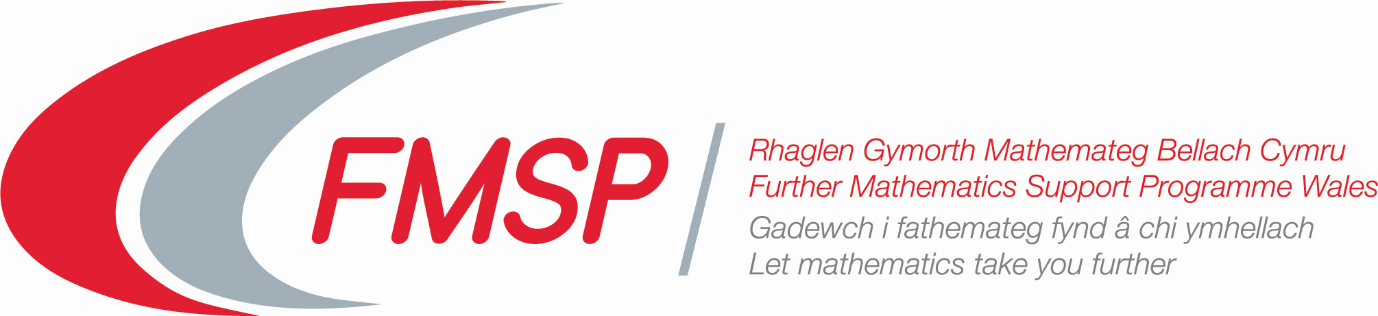 FMSP
Rhaglen Gymorth Mathemateg Bellach Cymru
Further Mathematics Support Programme Wales
Gadewch i fathemateg fynd â chi ymhellach
Let mathematics take you further